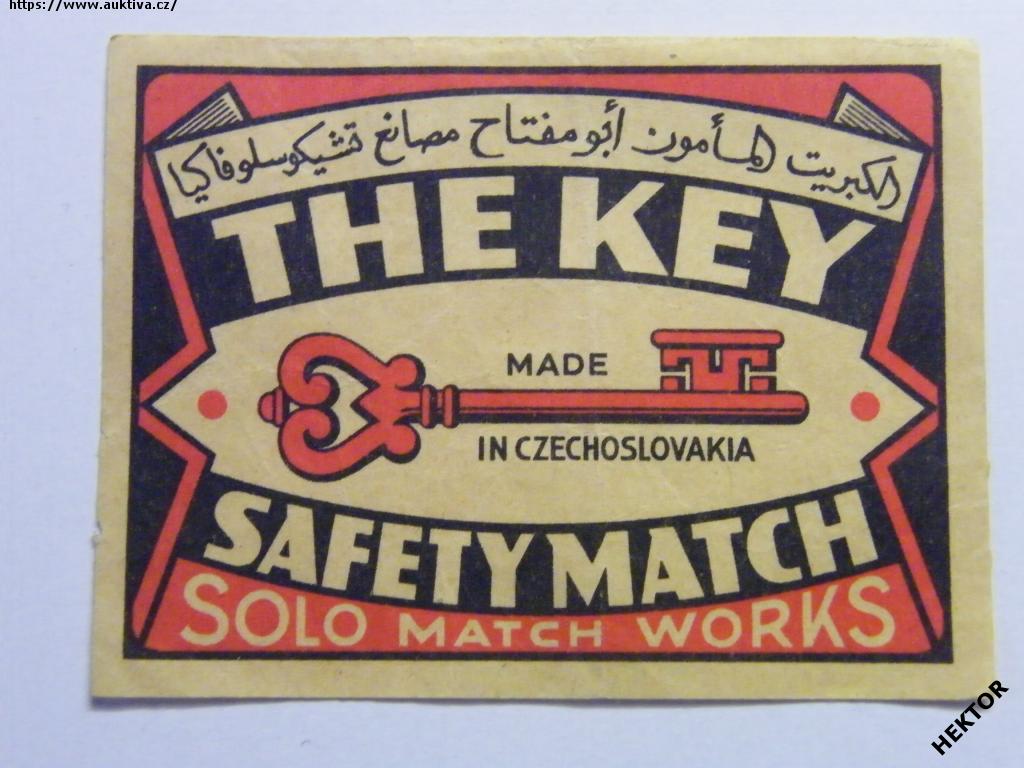 https://www.auktiva.cz/
الكبريت المأمون أبو مفتاح مصانع تشيكوسلوفاكيا
THE KEY
MADE
IN CZECHOSLOVAKIA
SAFETY MATCH
SOLO MATCH WORKS
HEKTOR